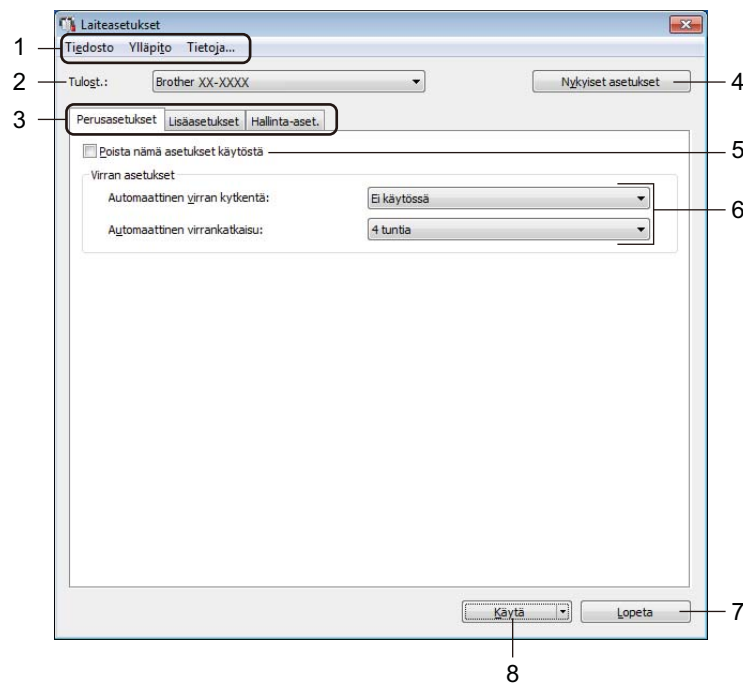 Laiteasetukset
1 Tiedosto Ylläpito Tietoja...
2 Tulost.: Brother XX-XXXX Nykyiset asetukset 4
3 Perusasetukset Lisäasetukset Hallinta-aset.
Poista nämä asetukset käytöstä 5
Virran asetukset
Automaattinen virran kytkentä: Ei käytössä
6
Automaattinen virrankatkaisu: 4 tuntia
Käytä Lopeta 7
8